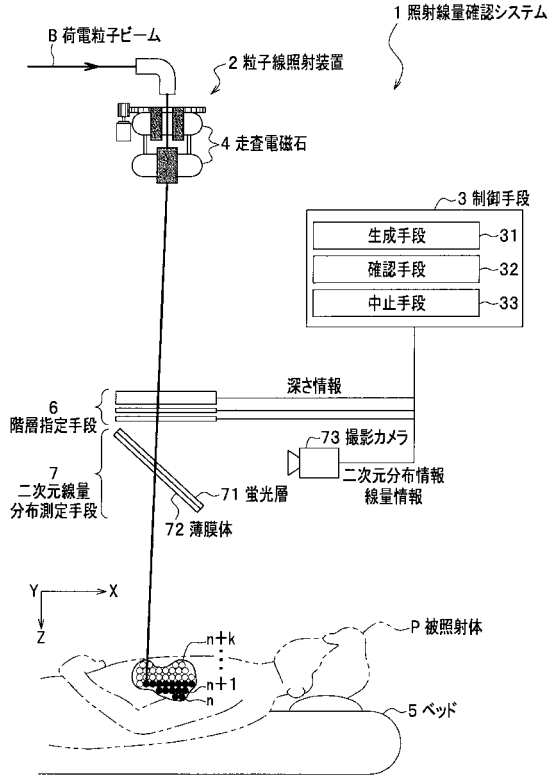 1 照射線量確認システム
B 荷電粒子ビーム
2 粒子線照射装置
4 走査電磁石
3 制御手段
生成手段 31
確認手段 32
中止手段 33
深さ情報
6
階層指定手段
73 撮影カメラ
二次元分布情報
線量情報
7
二次元線量
分布測定手段
71 蛍光層
72 薄膜体
Y X
Z
n+k
n+1
n
P 被照射体
5 ベッド